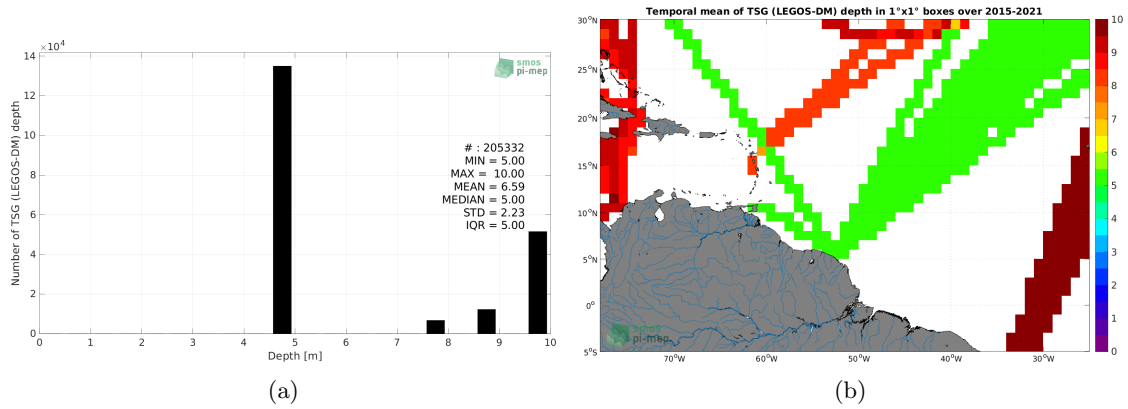 ×10⁴
14
12
10
8
6
4
2
0
Number of TSG (LEGOS-DM) depth
smos
pi-mep
# : 205332
MIN = 5.00
MAX = 10.00
MEAN = 6.59
MEDIAN = 5.00
STD = 2.23
IQR = 5.00
0 1 2 3 4 5 6 7 8 9 10
Depth [m]
(a)
Temporal mean of TSG (LEGOS-DM) depth in 1°x1° boxes over 2015-2021
30°N
25°N
20°N
15°N
10°N
5°N
0°
5°S
70°W 60°W 50°W 40°W 30°W
smos
pi-mep
10
9
8
7
6
5
4
3
2
1
0
(b)